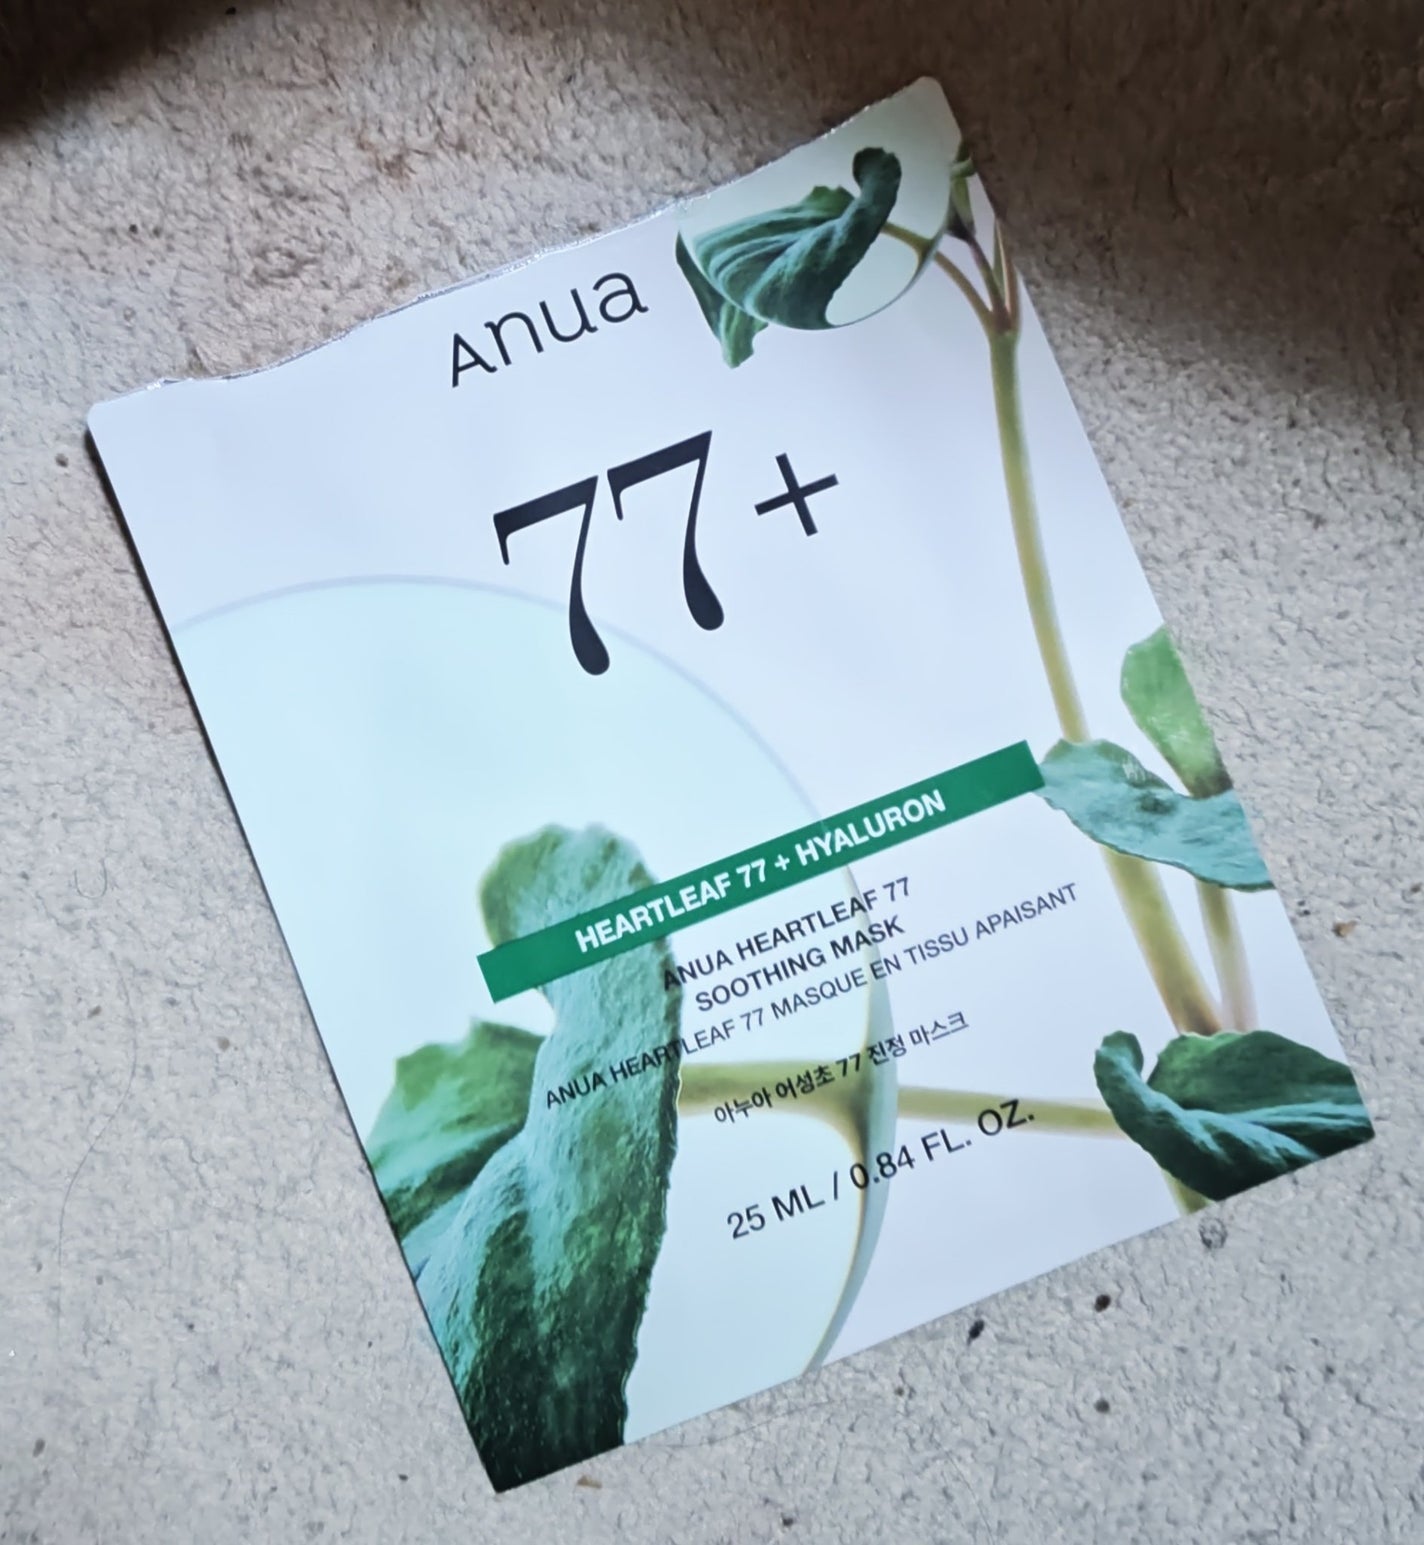 Anua
77+
HEARTLEAF 77 + HYALURON
ANUA HEARTLEAF 77
SOOTHING MASK
ANUA HEARTLEAF 77 MASQUE EN TISSU APAISANT
아누아 어성초 77 진정 마스크
25 ML / 0.84 FL. OZ.